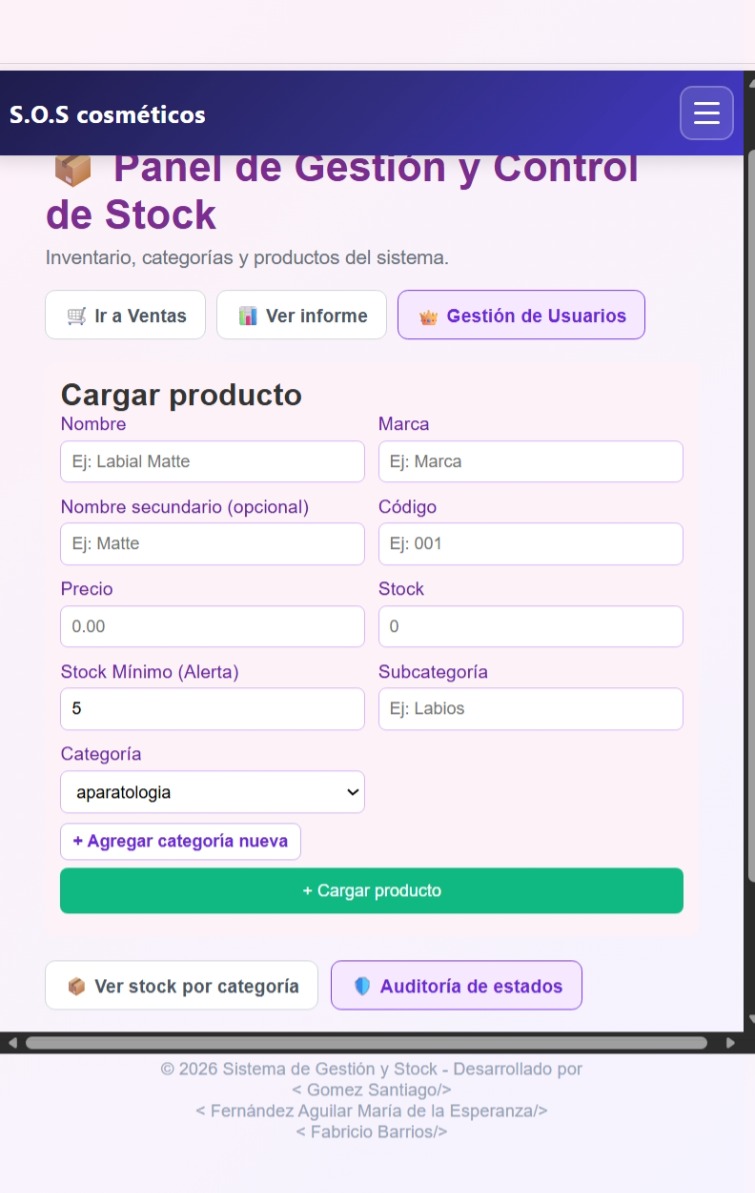 S.O.S cosméticos
Panel de Gestión y Control
de Stock
Inventario, categorías y productos del sistema.
Ir a Ventas
Ver informe
Gestión de Usuarios
Cargar producto
Nombre
Marca
Ej: Labial Matte
Ej: Marca
Nombre secundario (opcional)
Código
Ej: Matte
Ej: 001
Precio
Stock
0.00
0
Stock Mínimo (Alerta)
Subcategoría
5
Ej: Labios
Categoría
aparatologia
+ Agregar categoría nueva
+ Cargar producto
Ver stock por categoría
Auditoría de estados
© 2026 Sistema de Gestión y Stock - Desarrollado por
< Gomez Santiago/>
< Fernández Aguilar María de la Esperanza/>
< Fabricio Barrios/>